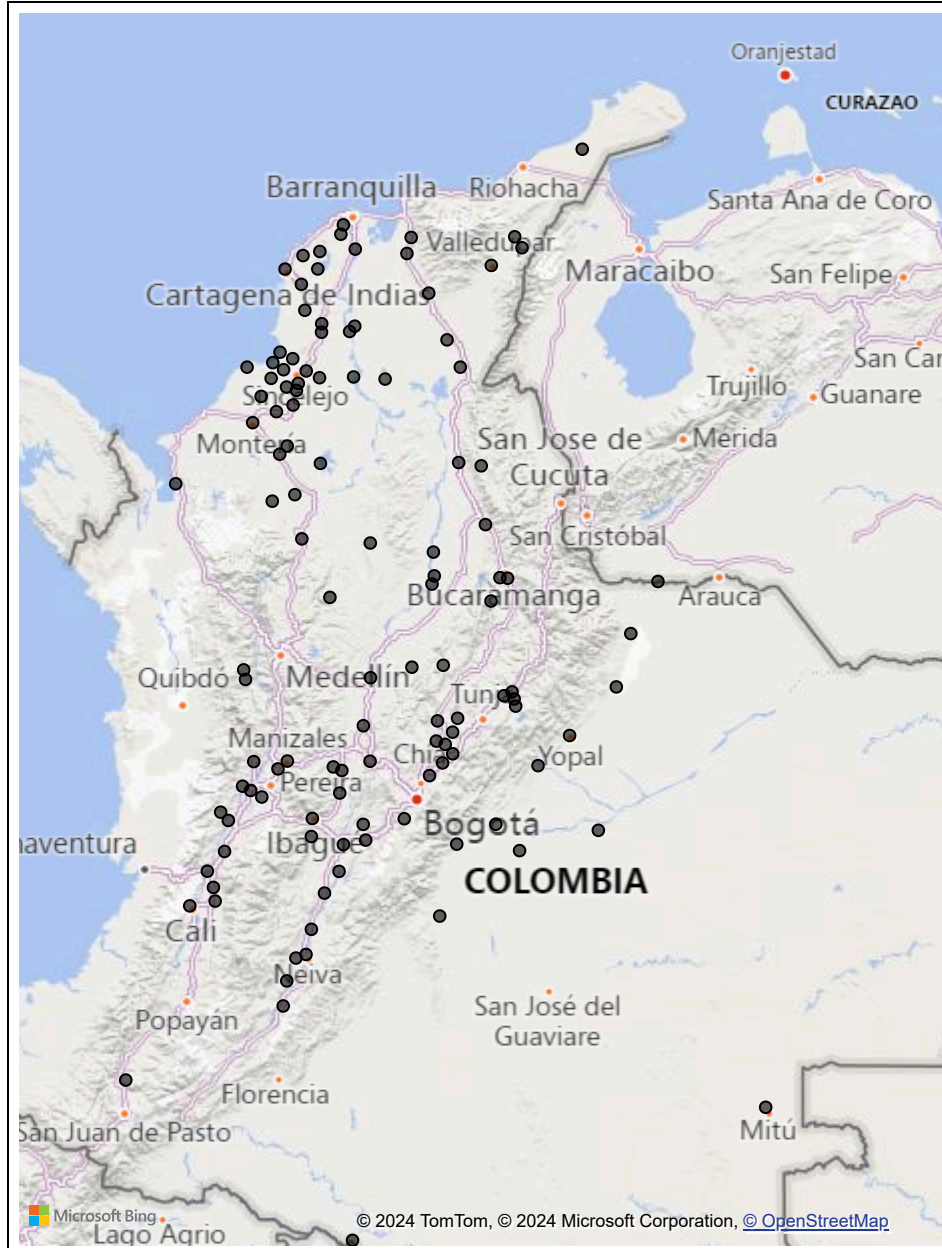 Oranjestad
CURAZAO
Barranquilla
Riohacha
Santa Ana de Coro
Valledupar
Maracaibo
San Felipe
Cartagena de Indias
San Car
Trujillo
Guanare
Sincelejo
Montería
San Jose de
Cucuta
Mérida
San Cristóbal
Bucaramanga
Arauca
Quibdó
Medellín
Tunj
Manizales
Chía
Yopal
Pereira
Bogotá
naventura
Ibagué
COLOMBIA
Cali
Neiva
San José del
Guaviare
Popayán
Florencia
San Juan de Pasto
Mitú
Microsoft Bing
Lago Agrio
© 2024 TomTom, © 2024 Microsoft Corporation, © OpenStreetMap